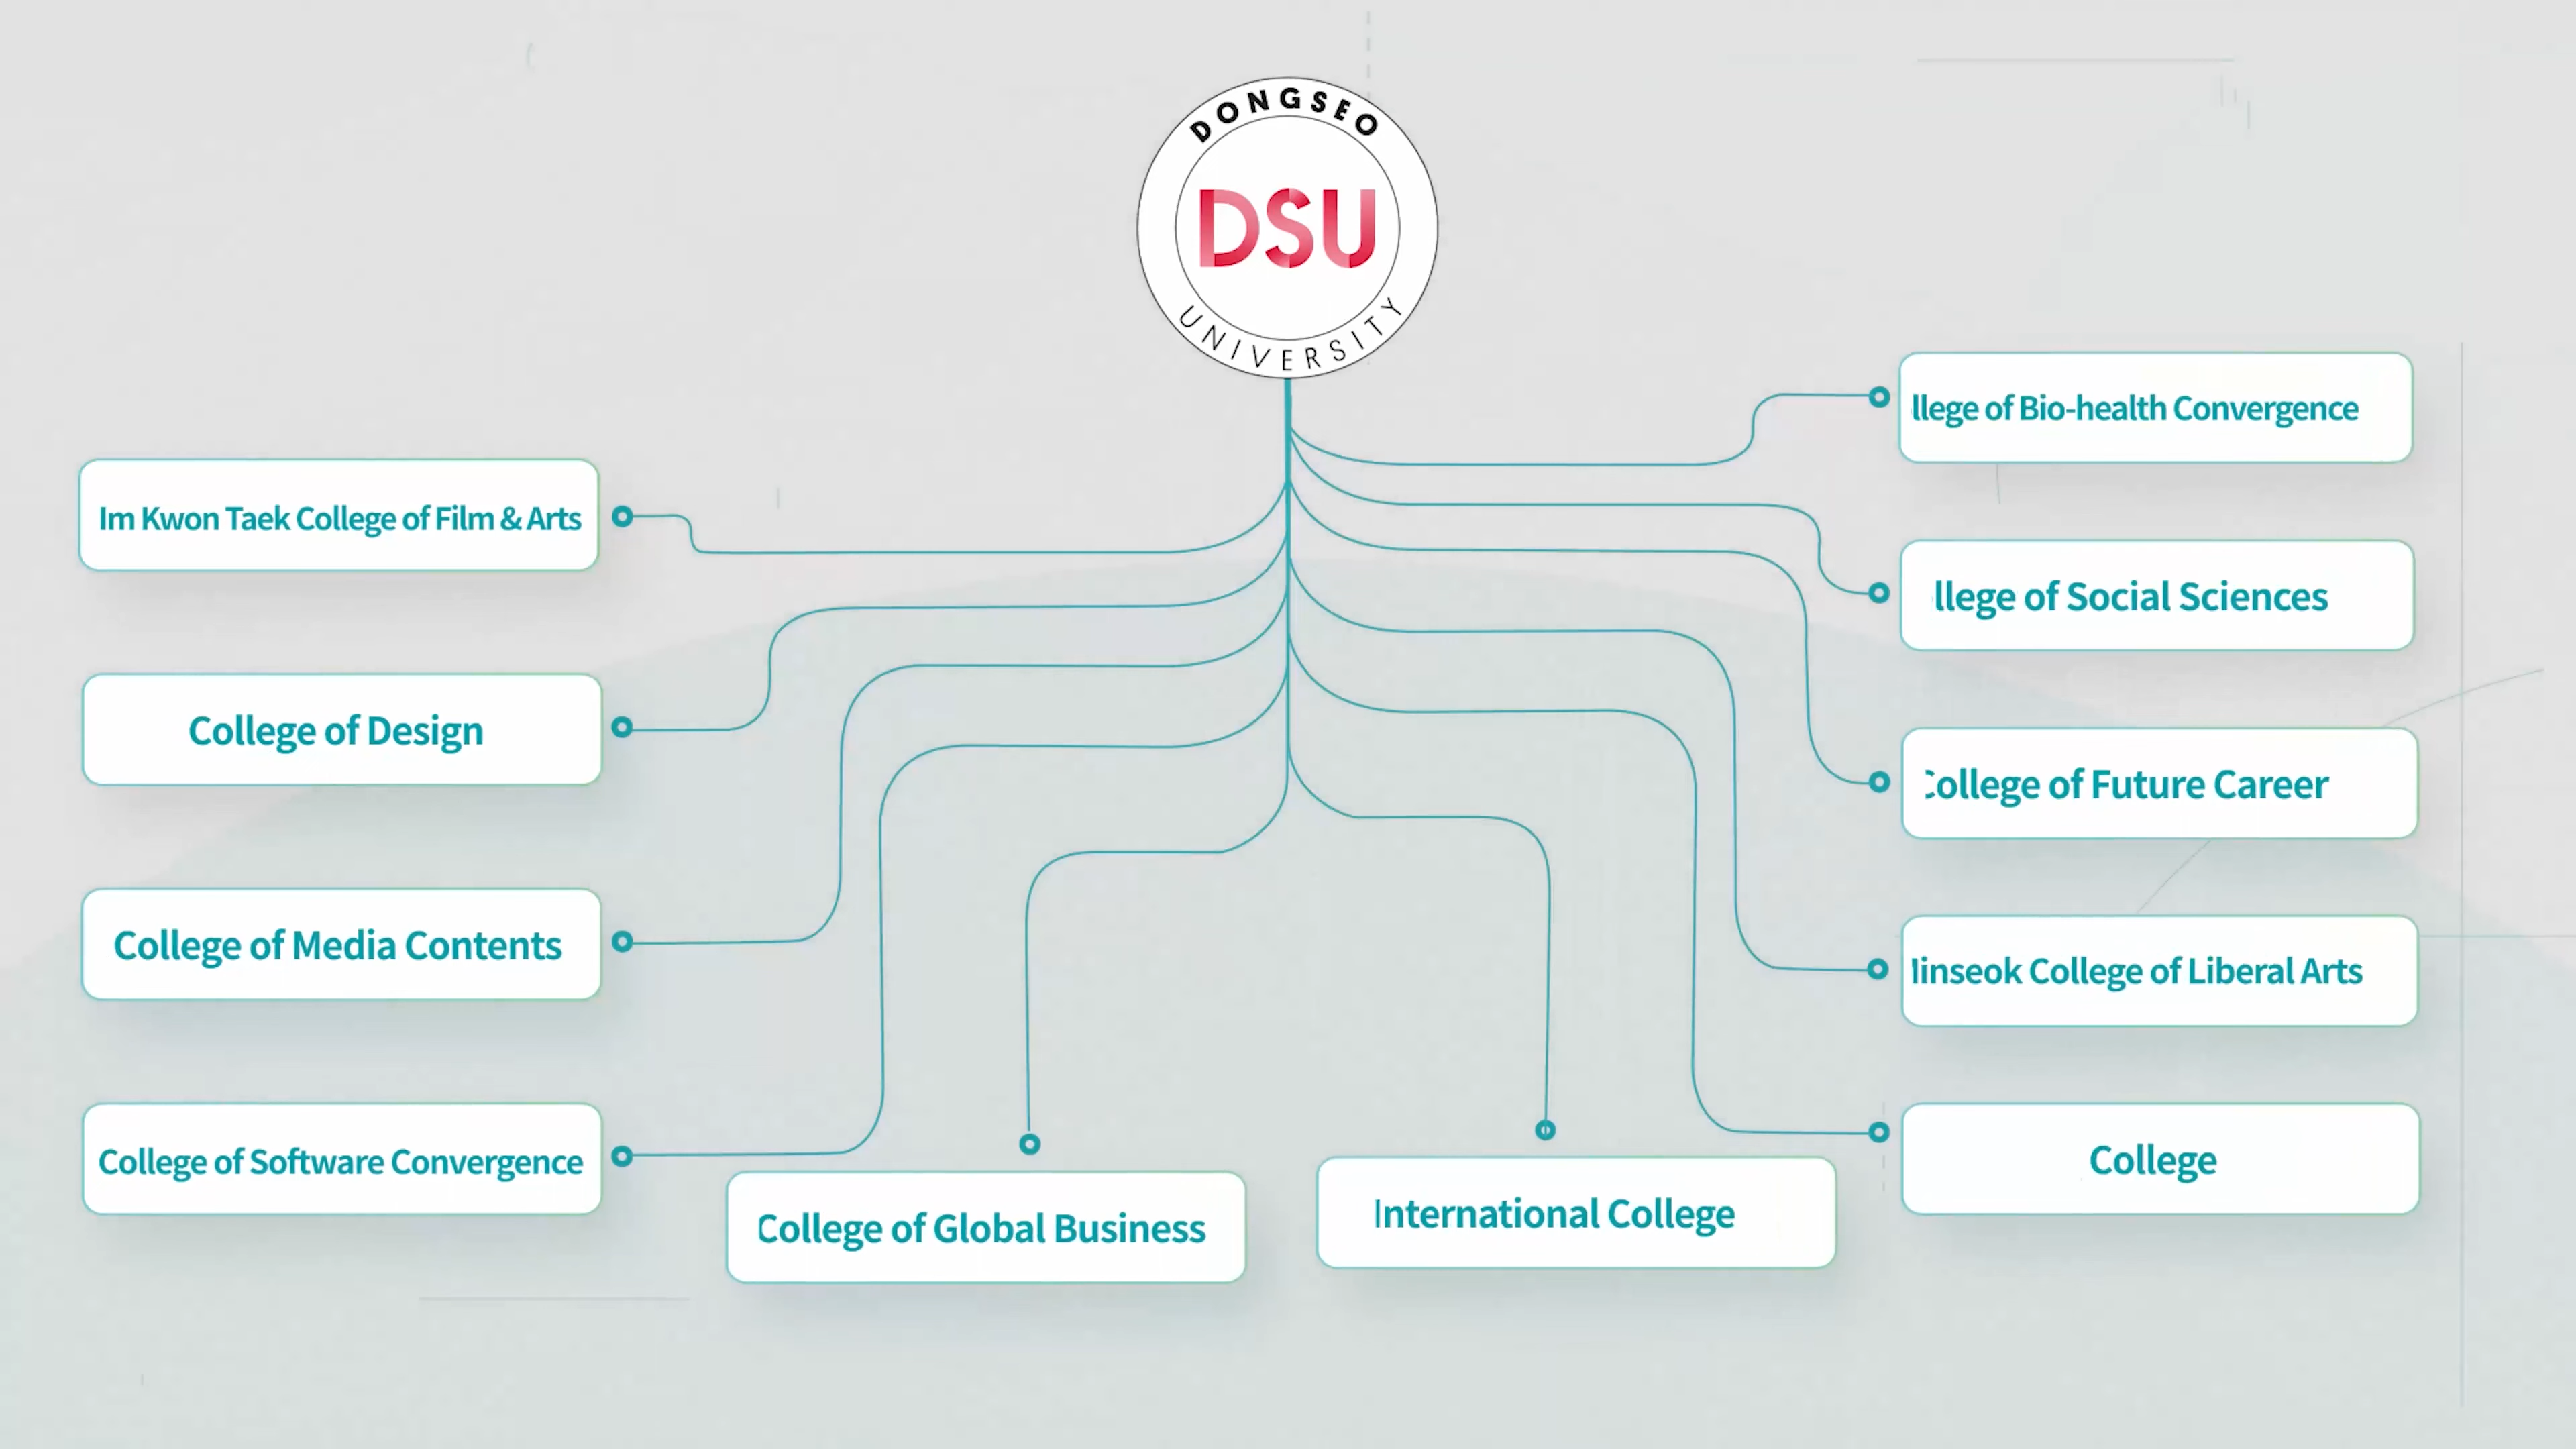 DONGSEO
DSU
UNIVERSITY
Im Kwon Taek College of Film & Arts
College of Design
College of Media Contents
College of Software Convergence
College of Global Business
International College
llege of Bio-health Convergence
llege of Social Sciences
College of Future Career
College of Liberal Arts
College